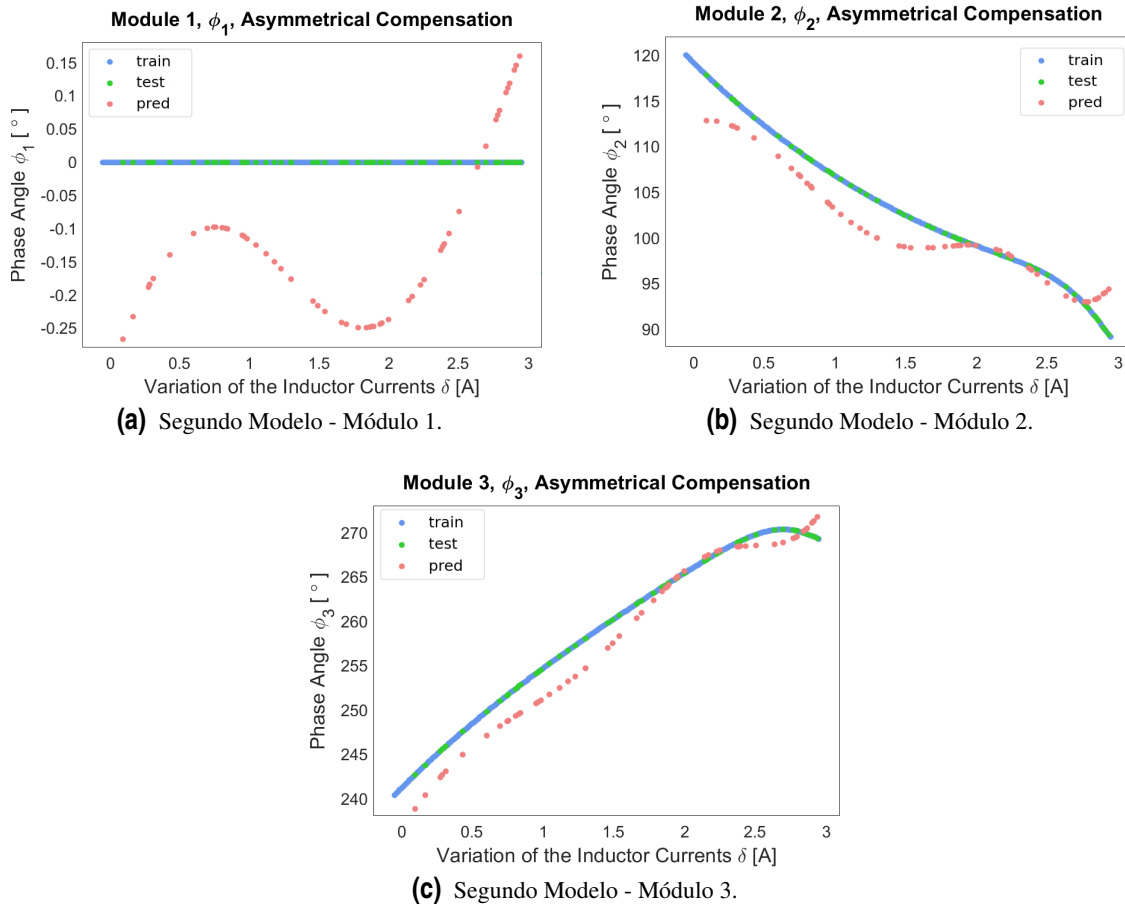 Module 1, ϕ1, Asymmetrical Compensation
train
test
pred
Phase Angle ϕ1 [ ° ]
0.15
0.1
0.05
0
-0.05
-0.1
-0.15
-0.2
-0.25
0
0.5
1
1.5
2
2.5
3
Variation of the Inductor Currents δ [A]
(a) Segundo Modelo - Módulo 1.
Module 2, ϕ2, Asymmetrical Compensation
train
test
pred
Phase Angle ϕ2 [ ° ]
120
115
110
105
100
95
90
0
0.5
1
1.5
2
2.5
3
Variation of the Inductor Currents δ [A]
(b) Segundo Modelo - Módulo 2.
Module 3, ϕ3, Asymmetrical Compensation
train
test
pred
Phase Angle ϕ3 [ ° ]
270
265
260
255
250
245
240
0
0.5
1
1.5
2
2.5
3
Variation of the Inductor Currents δ [A]
(c) Segundo Modelo - Módulo 3.